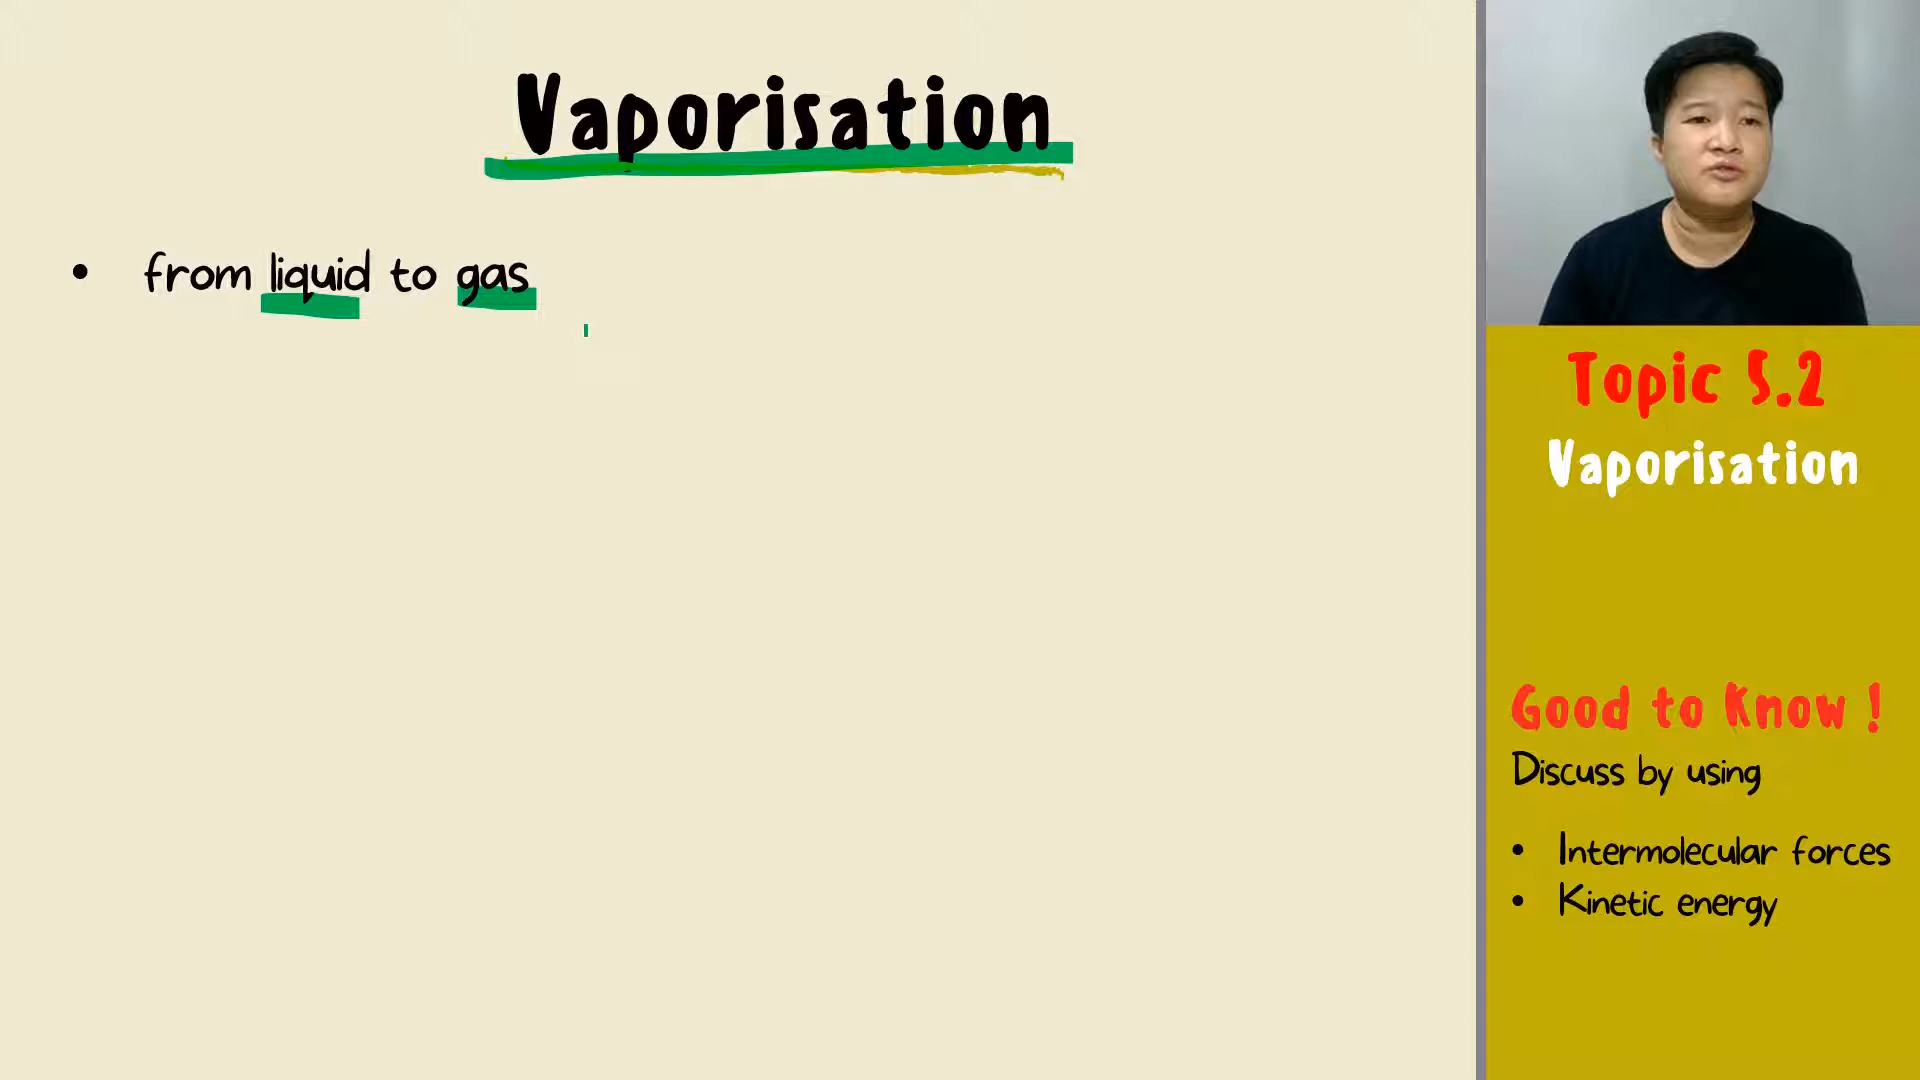 Vaporisation
• from liquid to gas
Topic 5.2
Vaporisation
Good to Know !
Discuss by using
• Intermolecular forces
• Kinetic energy